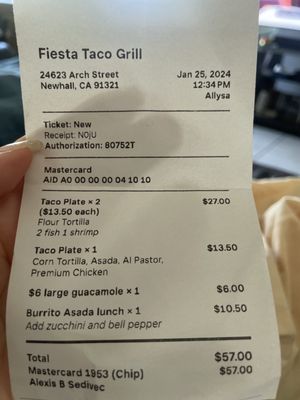 Fiesta Taco Grill
24623 Arch Street
Jan 25, 2024
Newhall, CA 91321
12:34 PM
Allysa
Ticket: New
Receipt: N0jU
Authorization: 80752T
Mastercard
AID A0 00 00 00 04 10 10
Taco Plate × 2 $27.00
($13.50 each)
Flour Tortilla
2 fish 1 shrimp
Taco Plate × 1 $13.50
Corn Tortilla, Asada, Al Pastor,
Premium Chicken
$6 large guacamole × 1 $6.00
Burrito Asada lunch × 1 $10.50
Add zucchini and bell pepper
Total $57.00
Mastercard 1953 (Chip) $57.00
Alexis B Sedivec